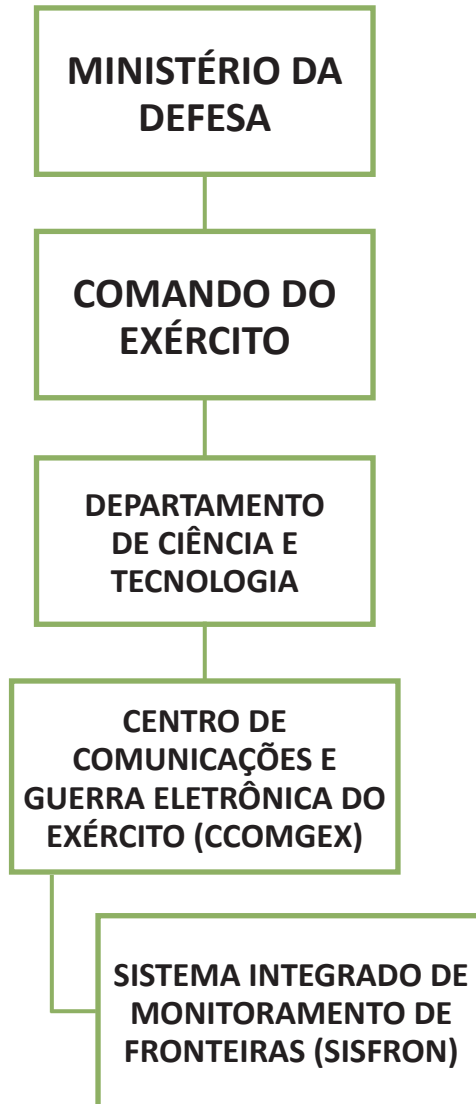 MINISTÉRIO DA
DEFESA
COMANDO DO
EXÉRCITO
DEPARTAMENTO
DE CIÊNCIA E
TECNOLOGIA
CENTRO DE
COMUNICAÇÕES E
GUERRA ELETRÔNICA DO
EXÉRCITO (CCOMGEX)
SISTEMA INTEGRADO DE
MONITORAMENTO DE
FRONTEIRAS (SISFRON)